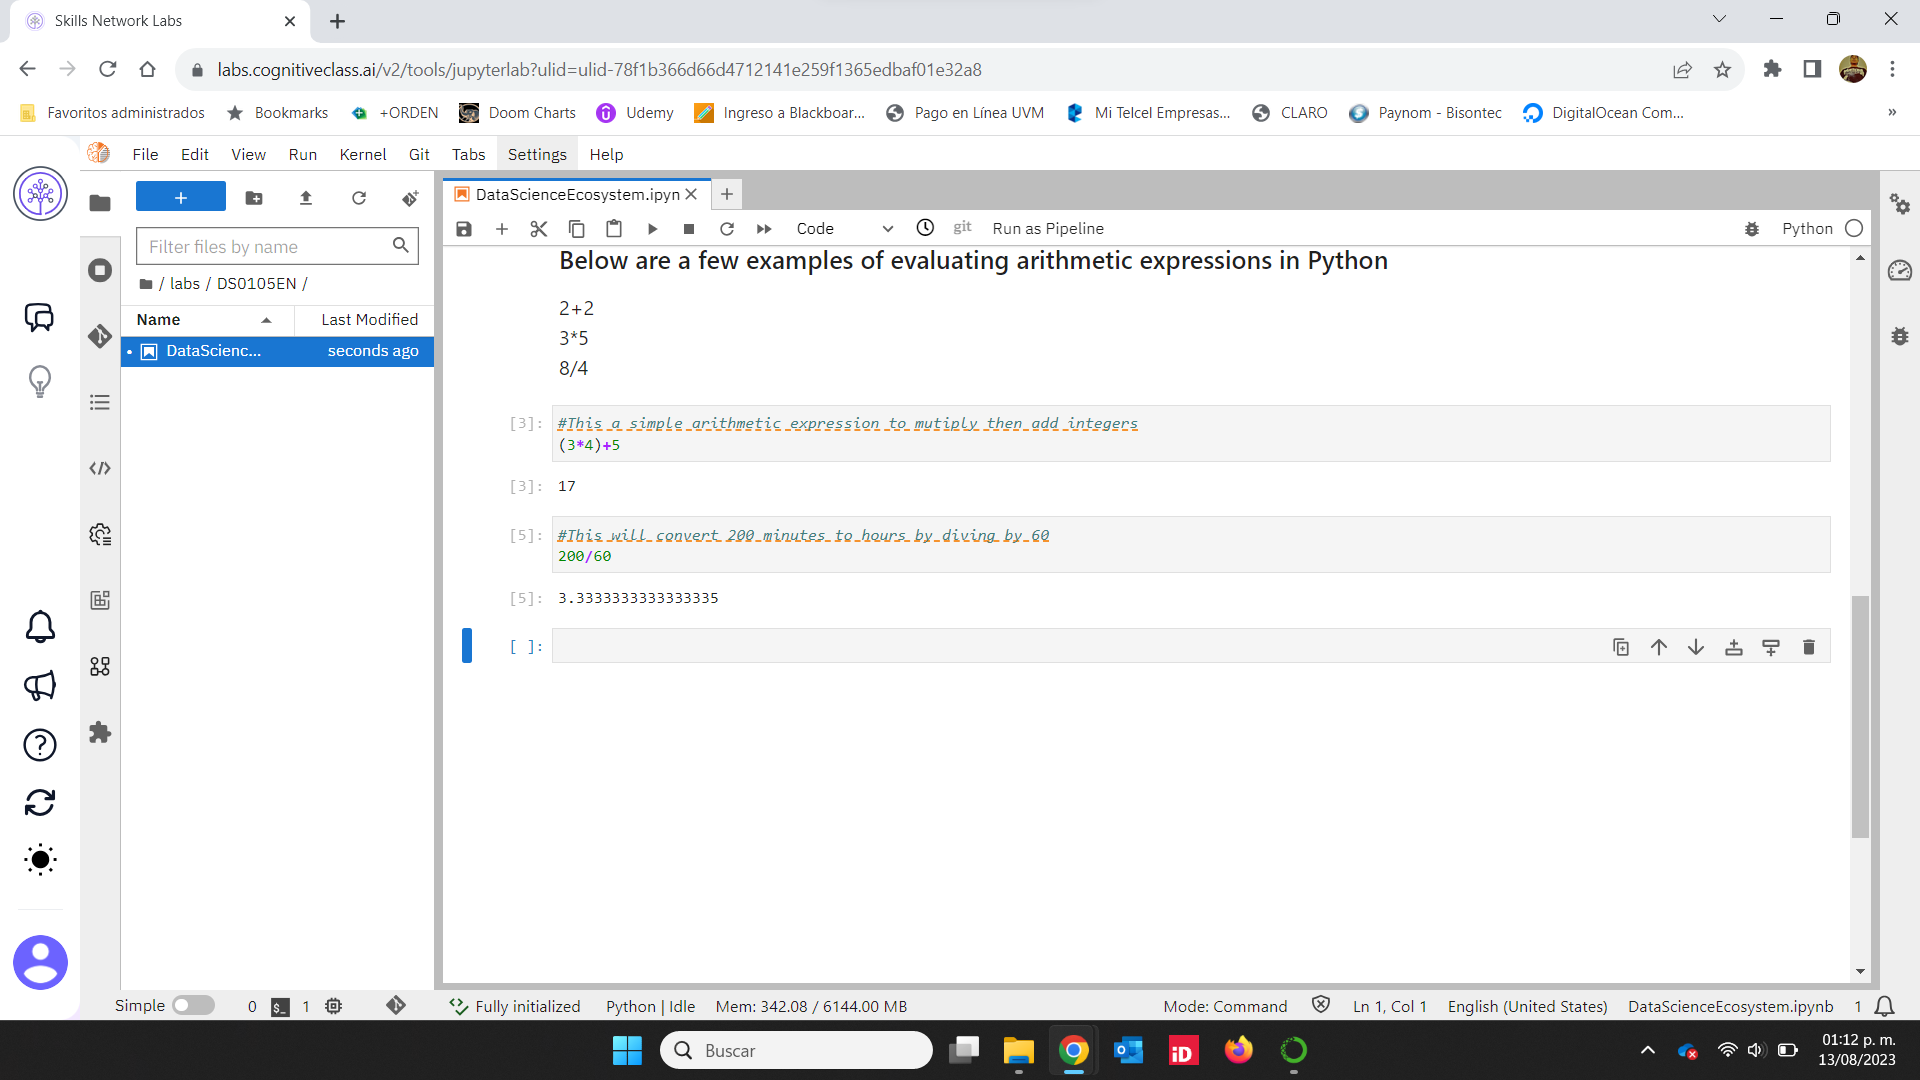 Skills Network Labs
labs.cognitiveclass.ai/v2/tools/jupyterlab?ulid=ulid-78f1b366d66d4712141e259f1365edbaf01e32a8
Favoritos administrados
Bookmarks
+ORDEN
Doom Charts
Udemy
Ingreso a Blackboar...
Pago en Línea UVM
Mi Telcel Empresas...
CLARO
Paynom - Bisontec
DigitalOcean Com...
»
File Edit View Run Kernel Git Tabs Settings Help
Filter files by name
/ labs / DS0105EN /
Name Last Modified
DataScienc... seconds ago
DataScienceEcosystem.ipyn
Code
git
Run as Pipeline
Python
Below are a few examples of evaluating arithmetic expressions in Python
2+2
3*5
8/4
[3]: #This a simple arithmetic expression to mutiply then add integers
(3*4)+5
[3]: 17
[5]: #This will convert 200 minutes to hours by diving by 60
200/60
[5]: 3.3333333333333335
[ ]:
Simple 0 $_ 1 Fully initialized Python | Idle Mem: 342.08 / 6144.00 MB Mode: Command Ln 1, Col 1 English (United States) DataScienceEcosystem.ipynb 1
Buscar
iD
01:12 p. m.
13/08/2023